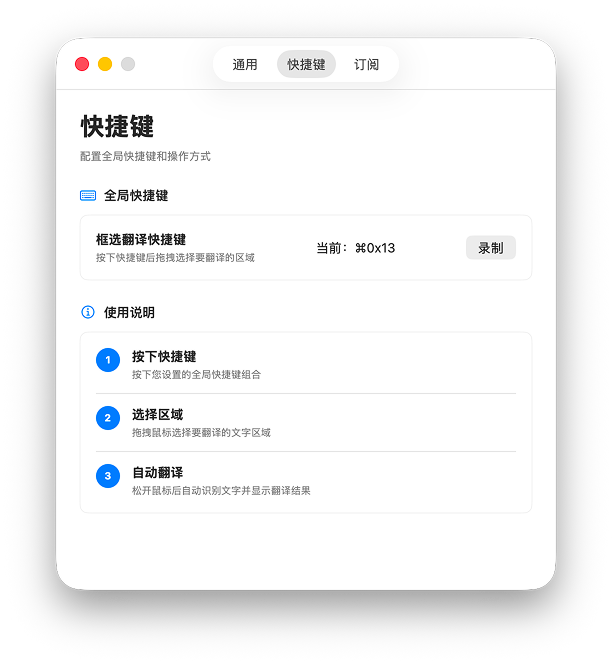 通用 快捷键 订阅
快捷键
配置全局快捷键和操作方式
全局快捷键
框选翻译快捷键
按下快捷键后拖拽选择要翻译的区域
当前：⌘0x13
录制
使用说明
1
按下快捷键
按下您设置的全局快捷键组合
2
选择区域
拖拽鼠标选择要翻译的文字区域
3
自动翻译
松开鼠标后自动识别文字并显示翻译结果